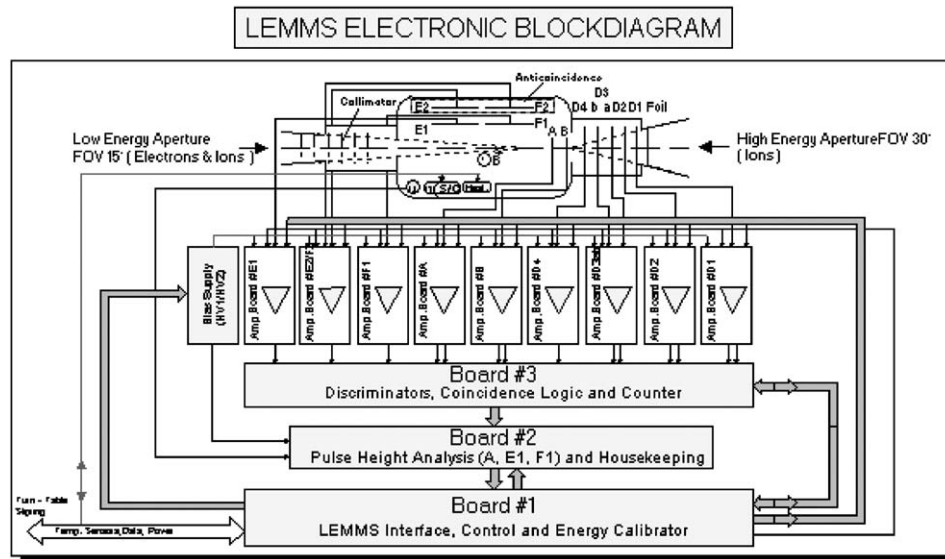 LEMMS ELECTRONIC BLOCKDIAGRAM
Anticoincidence
Collimator
D3
D4 b a D2 D1 Foil
E2
F2
E1
F1
A B
Low Energy Aperture
FOV 15° ( Electrons & Ions )
High Energy Aperture FOV 30°
( Ions )
B
S/C
Bias Supply
(HV1/HV2)
Amp. Board #E1
Amp. Board #E2/F2
Amp. Board #F1
Amp. Board #A
Amp. Board #B
Amp. Board #D4
Amp. Board #D3ab
Amp. Board #D2
Amp. Board #D1
Board #3
Discriminators, Coincidence Logic and Counter
Board #2
Pulse Height Analysis (A, E1, F1) and Housekeeping
Board #1
LEMMS Interface, Control and Energy Calibrator
Turn - Table
Temp. Sensors, Data, Power